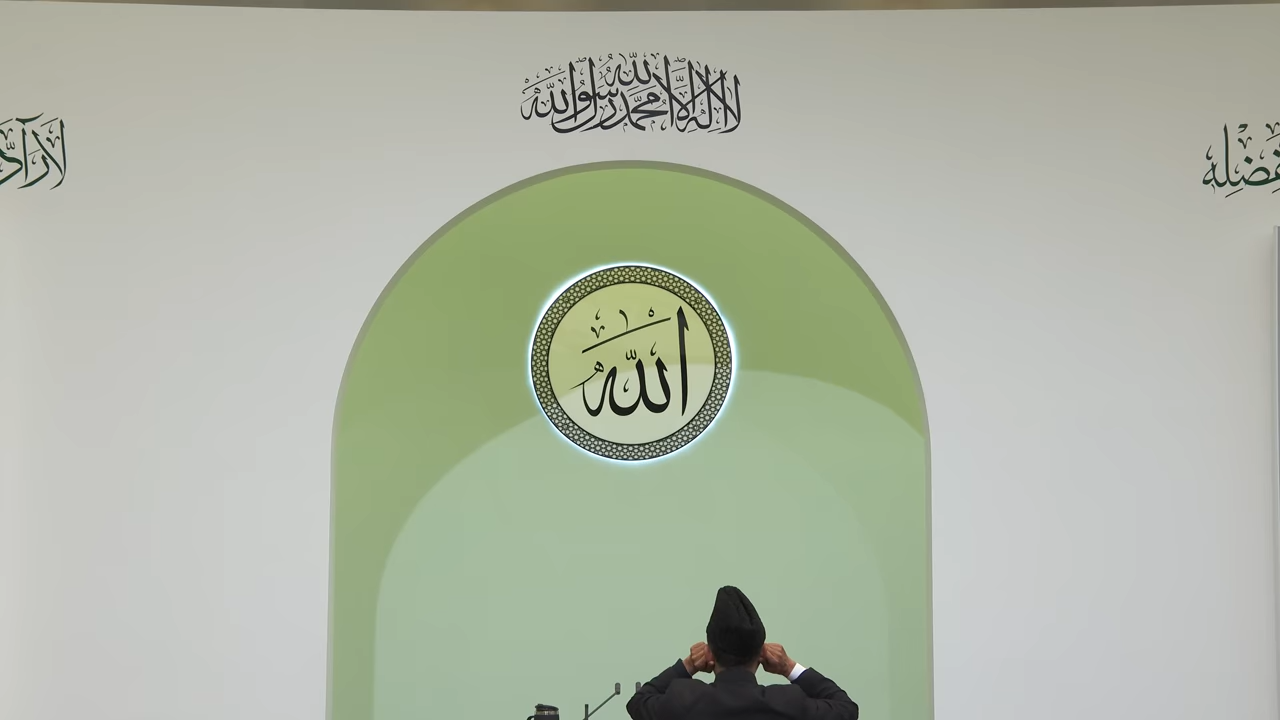 لا اله الا الله محمد رسول الله
الله